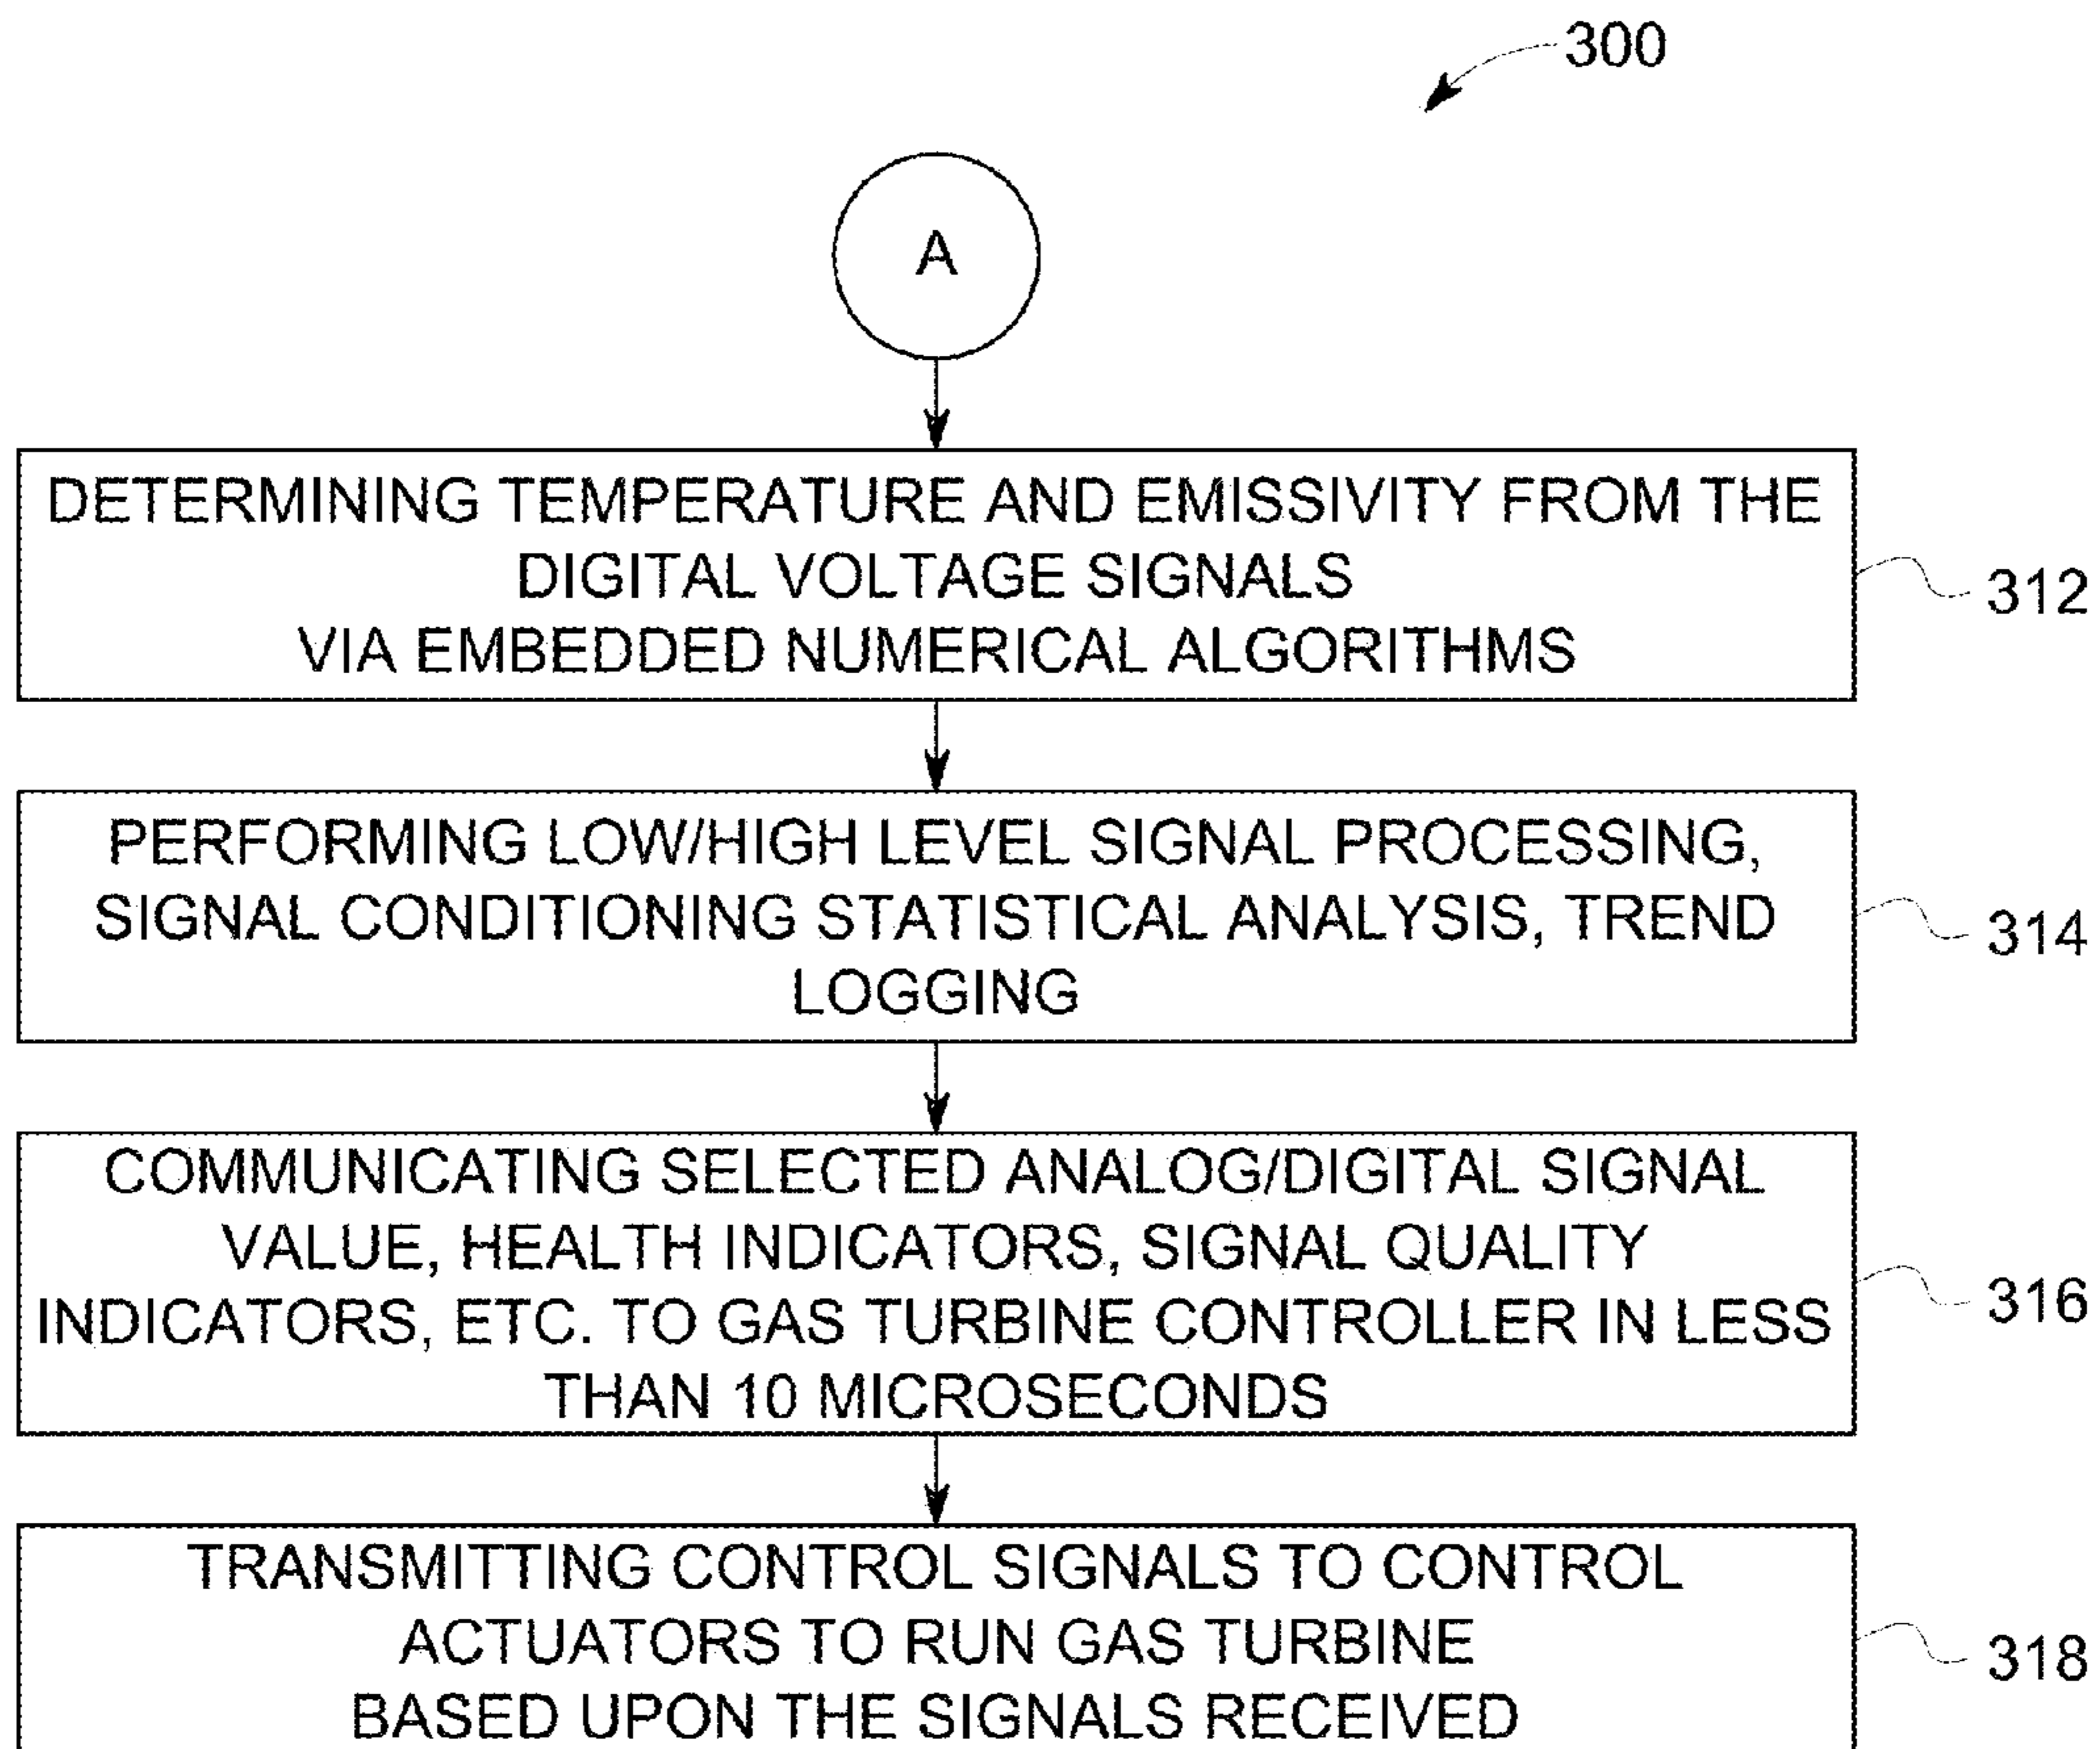 300
A
DETERMINING TEMPERATURE AND EMISSIVITY FROM THE
DIGITAL VOLTAGE SIGNALS
VIA EMBEDDED NUMERICAL ALGORITHMS
312
PERFORMING LOW/HIGH LEVEL SIGNAL PROCESSING,
SIGNAL CONDITIONING STATISTICAL ANALYSIS, TREND
LOGGING
314
COMMUNICATING SELECTED ANALOG/DIGITAL SIGNAL
VALUE, HEALTH INDICATORS, SIGNAL QUALITY
INDICATORS, ETC. TO GAS TURBINE CONTROLLER IN LESS
THAN 10 MICROSECONDS
316
TRANSMITTING CONTROL SIGNALS TO CONTROL
ACTUATORS TO RUN GAS TURBINE
BASED UPON THE SIGNALS RECEIVED
318